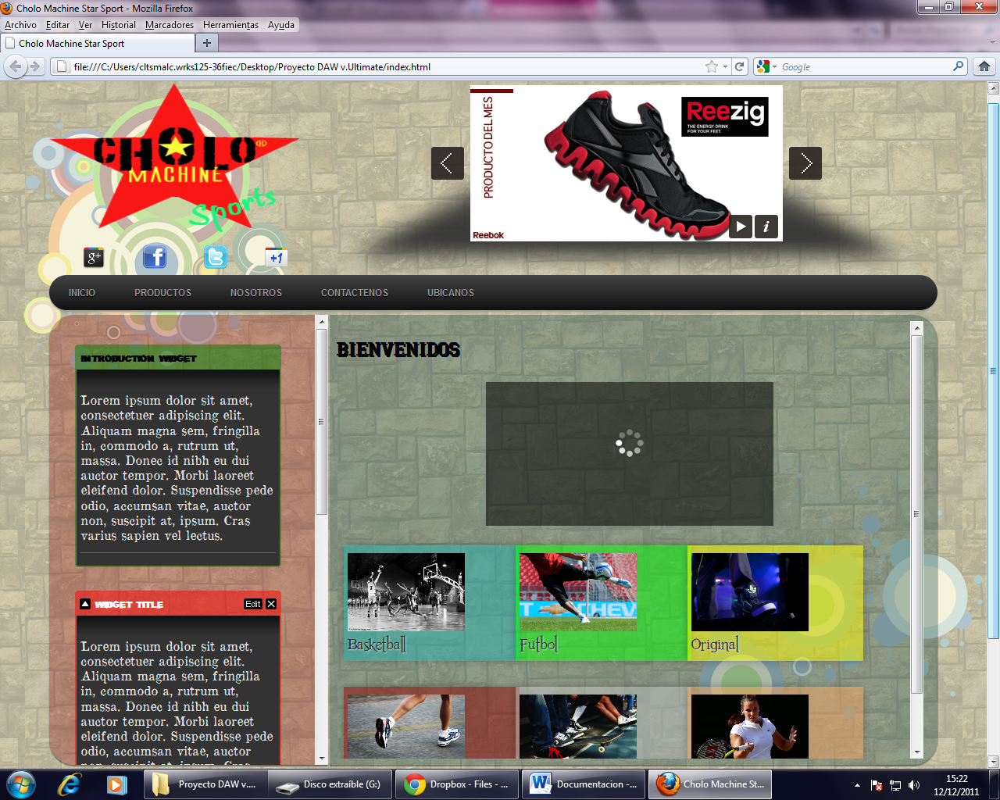 Cholo Machine Star Sport - Mozilla Firefox
Archivo Editar Ver Historial Marcadores Herramientas Ayuda
Cholo Machine Star Sport
file:///C:/Users/cltsmalc.wrks125-36fiec/Desktop/Proyecto DAW v.Ultimate/index.html
Google
CHOLO
MACHINE
Sports
PRODUCTO DEL MES
Reezig
THE ENERGY DRINK
FOR YOUR FEET.
Reebok
g+
f
t
+1
INICIO PRODUCTOS NOSOTROS CONTACTENOS UBICANOS
INTRODUCTION WIDGET
Lorem ipsum dolor sit amet,
consectetuer adipiscing elit.
Aliquam magna sem, fringilla
in, commodo a, rutrum ut,
massa. Donec id nibh eu dui
auctor tempor. Morbi laoreet
eleifend dolor. Suspendisse pede
odio, accumsan vitae, auctor
non, suscipit at, ipsum. Cras
varius sapien vel lectus.
WIDGET TITLE Edit
Lorem ipsum dolor sit amet,
consectetuer adipiscing elit.
Aliquam magna sem, fringilla
in, commodo a, rutrum ut,
massa. Donec id nibh eu dui
auctor tempor. Morbi laoreet
eleifend dolor. Suspendisse pede
odio, accumsan vitae, auctor
non, suscipit at, ipsum. Cras
BIENVENIDOS
CHEV
Basketball Futbol Original
Proyecto DAW v.... Disco extraíble (G:) Dropbox - Files - ... Documentacion -... Cholo Machine St...
15:22
12/12/2011